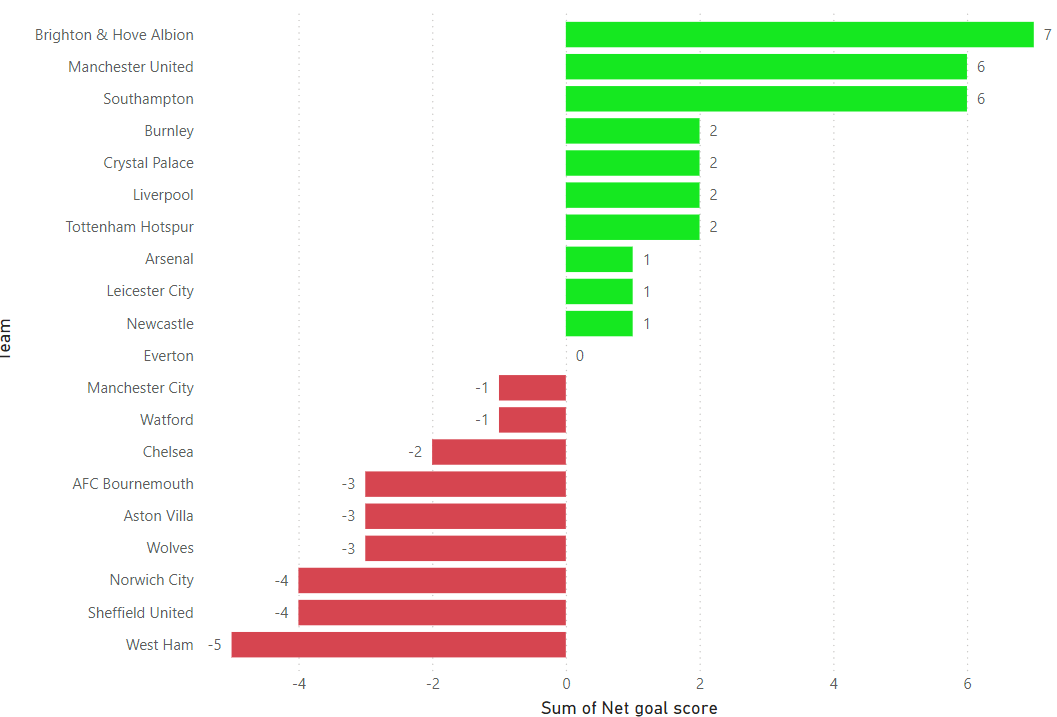 Brighton & Hove Albion 7
Manchester United 6
Southampton 6
Burnley 2
Crystal Palace 2
Liverpool 2
Tottenham Hotspur 2
Arsenal 1
Leicester City 1
Newcastle 1
Everton 0
Manchester City -1
Watford -1
Chelsea -2
AFC Bournemouth -3
Aston Villa -3
Wolves -3
Norwich City -4
Sheffield United -4
West Ham -5
Team
-4 -2 0 2 4 6
Sum of Net goal score